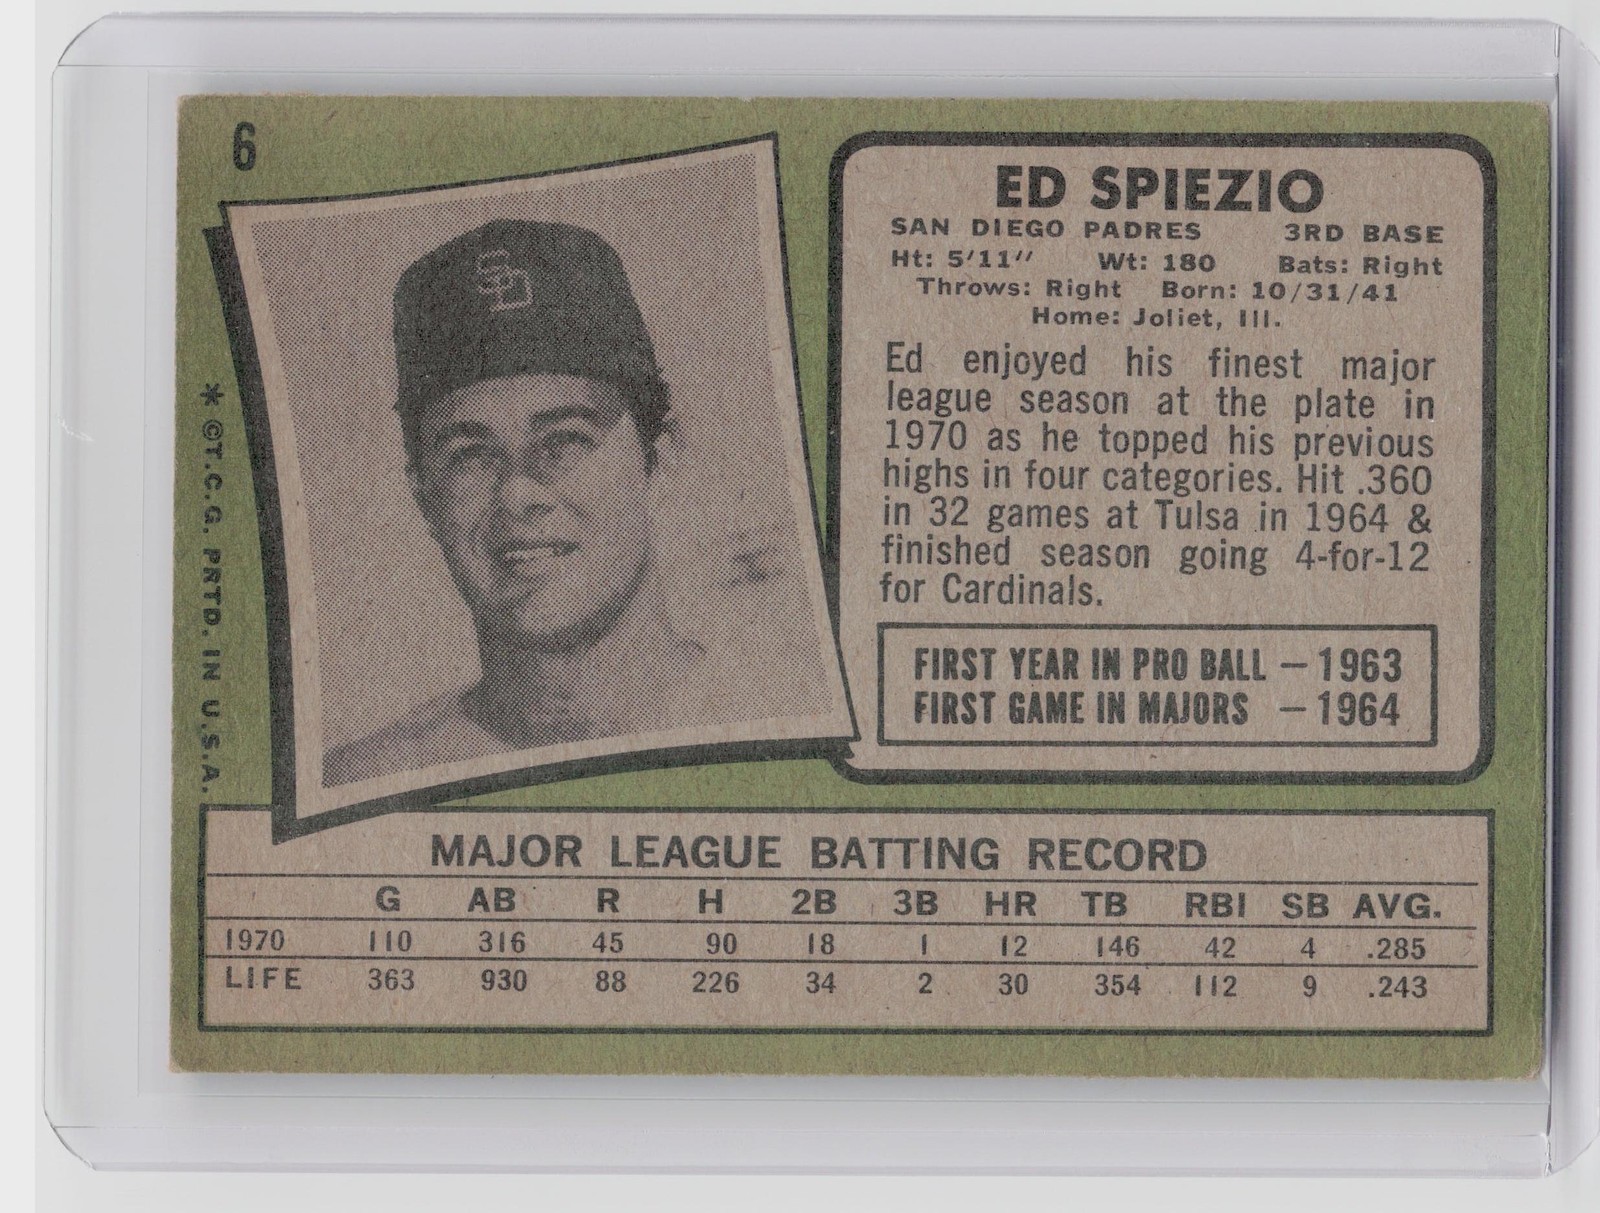 6
ED SPIEZIO
SAN DIEGO PADRES 3RD BASE
Ht: 5'11" Wt: 180 Bats: Right
Throws: Right Born: 10/31/41
Home: Joliet, Ill.
Ed enjoyed his finest major
league season at the plate in
1970 as he topped his previous
highs in four categories. Hit .360
in 32 games at Tulsa in 1964 &
finished season going 4-for-12
for Cardinals.
FIRST YEAR IN PRO BALL – 1963
FIRST GAME IN MAJORS – 1964
SD
* ©T.C.G. PRTD. IN U.S.A.
MAJOR LEAGUE BATTING RECORD
G AB R H 2B 3B HR TB RBI SB AVG.
1970 110 316 45 90 18 1 12 146 42 4 .285
LIFE 363 930 88 226 34 2 30 354 112 9 .243